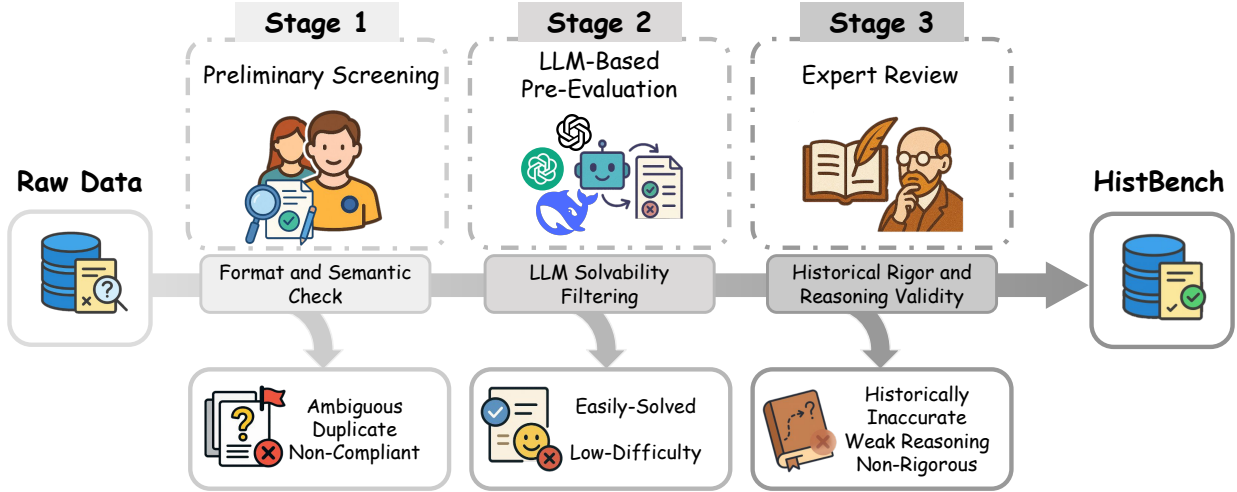 Stage 1
Stage 2
Stage 3
Preliminary Screening
LLM-Based
Pre-Evaluation
Expert Review
Raw Data
HistBench
Format and Semantic
Check
LLM Solvability
Filtering
Historical Rigor and
Reasoning Validity
Ambiguous
Duplicate
Non-Compliant
Easily-Solved
Low-Difficulty
Historically
Inaccurate
Weak Reasoning
Non-Rigorous